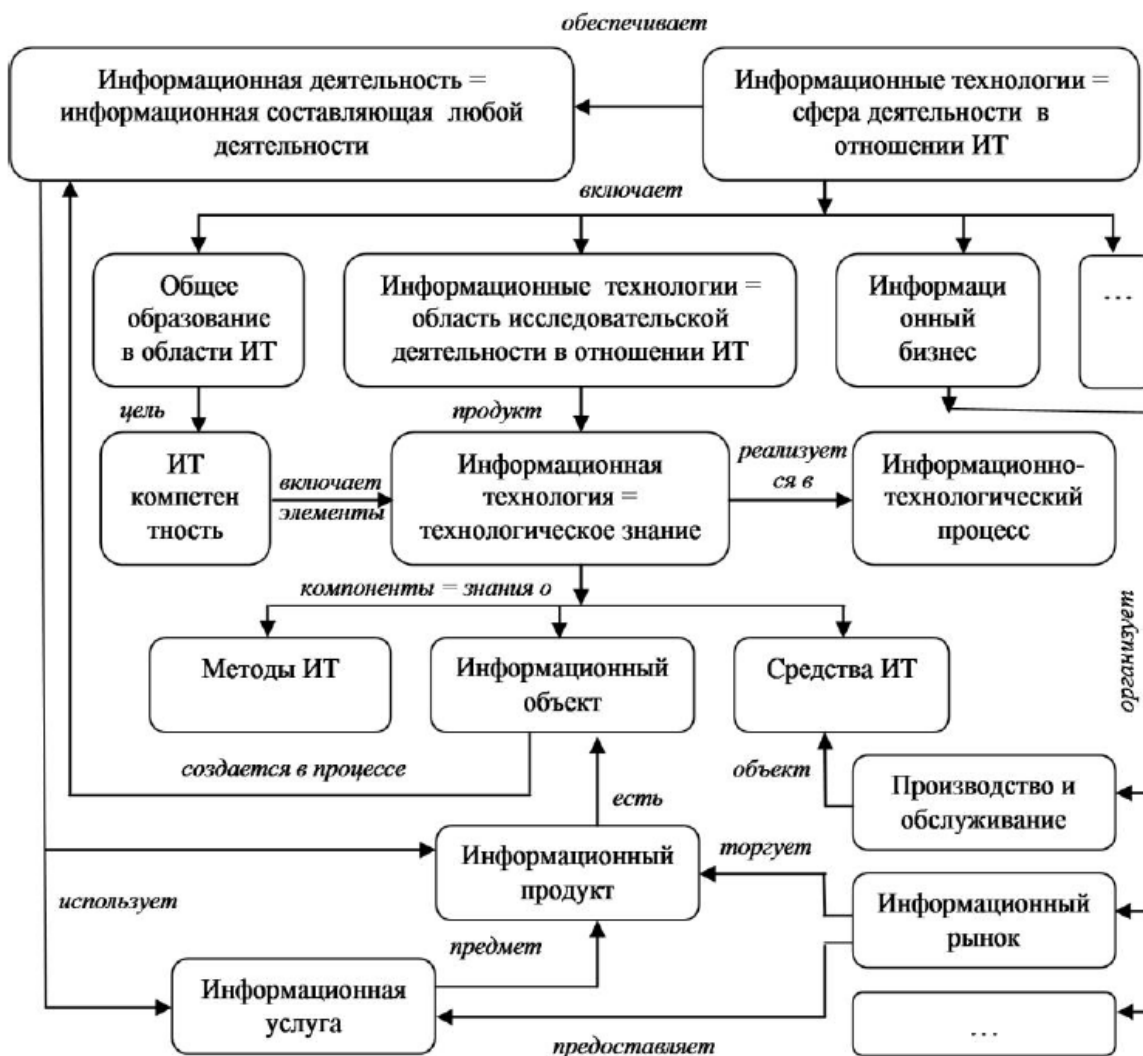 обеспечивает
Информационная деятельность =
информационная составляющая любой
деятельности
Информационные технологии =
сфера деятельности в
отношении ИТ
включает
Общее
образование
в области ИТ
Информационные технологии =
область исследовательской
деятельности в отношении ИТ
Информаци
онный
бизнес
...
цель
продукт
ИТ
компетен
тность
включает
элементы
Информационная
технология =
технологическое знание
реализует
ся в
Информационно-
технологический
процесс
компоненты = знания о
Методы ИТ
Информационный
объект
Средства ИТ
организует
создается в процессе
есть
объект
Производство и
обслуживание
Информационный
продукт
торгует
Информационный
рынок
использует
предмет
Информационная
услуга
предоставляет
...